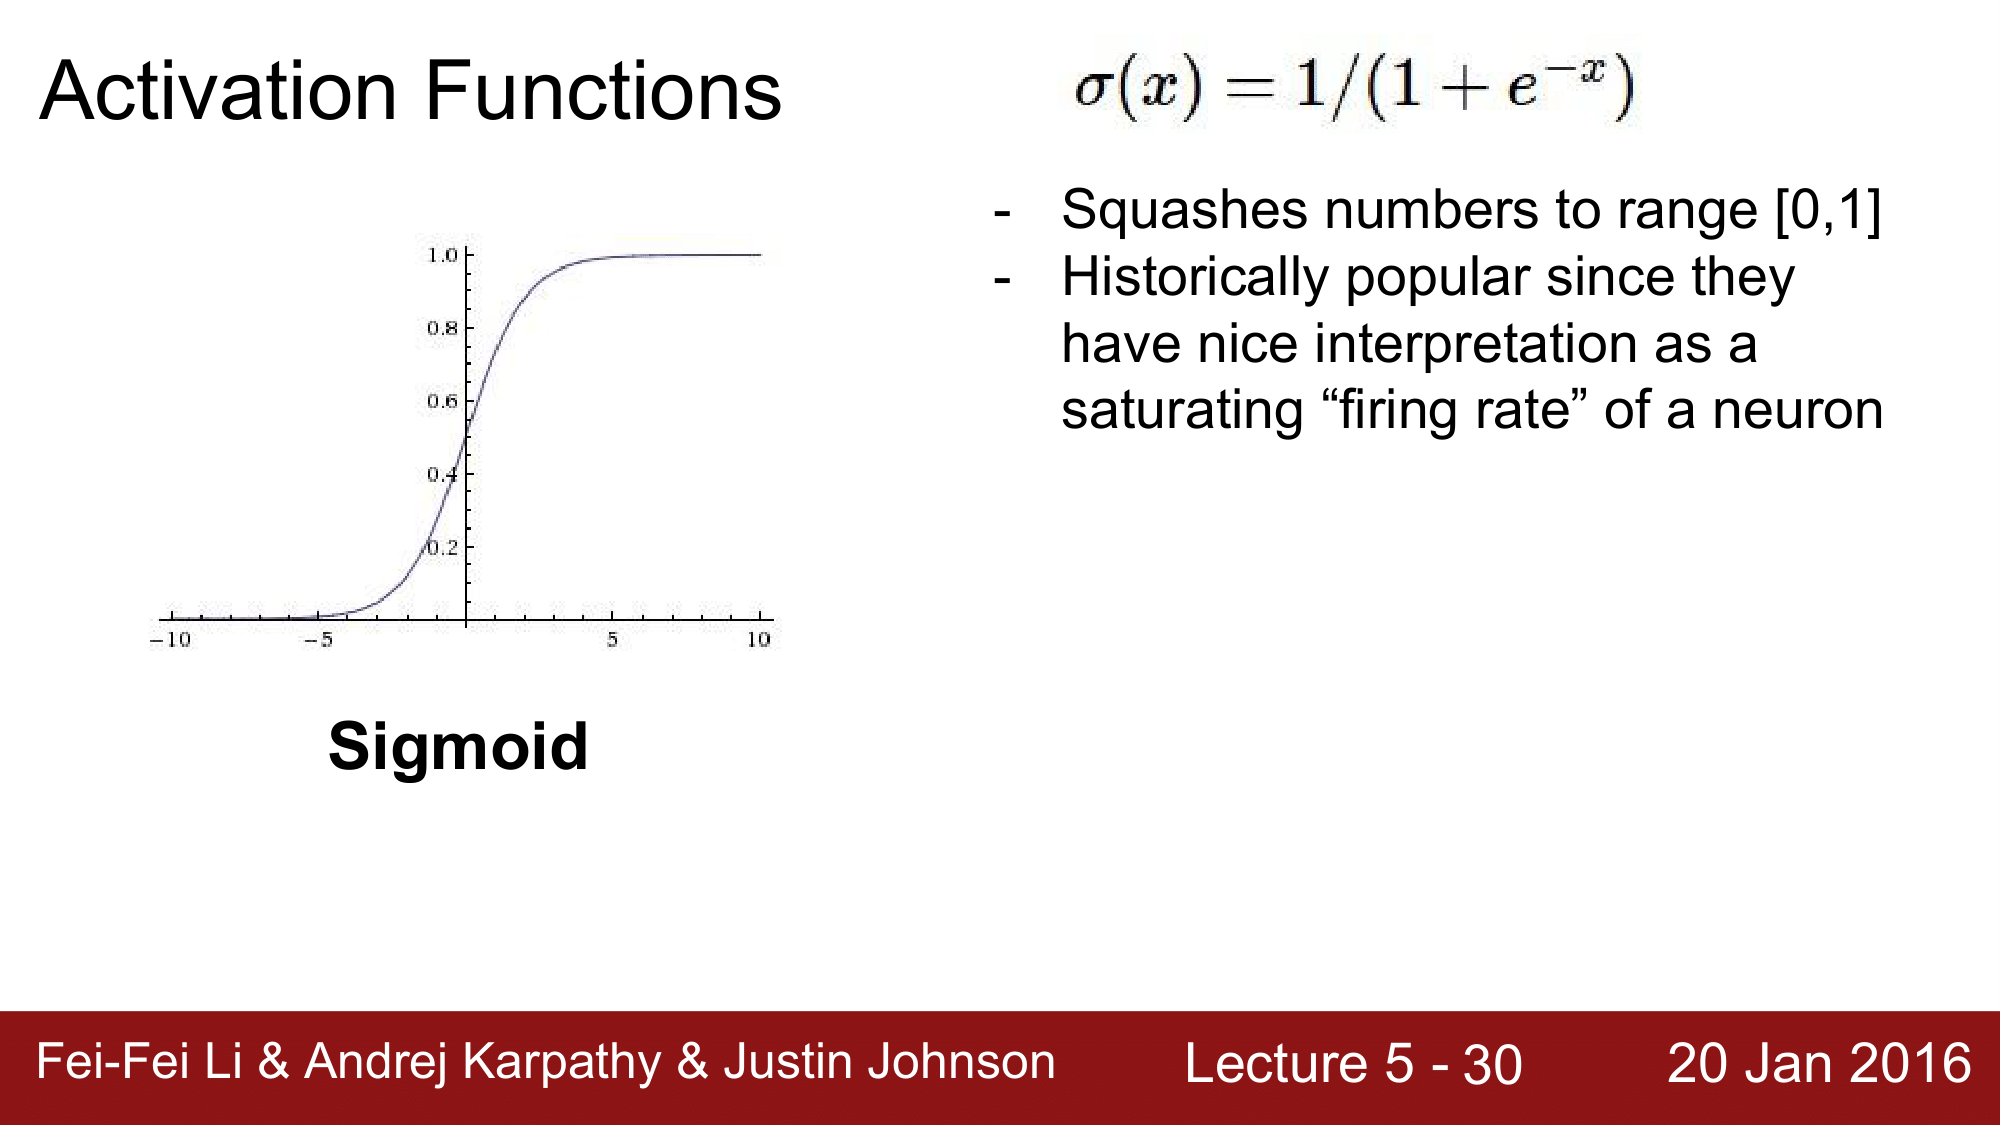 Activation Functions
σ(x) = 1/(1 + e^{−x})
- Squashes numbers to range [0,1]
- Historically popular since they
have nice interpretation as a
saturating “firing rate” of a neuron
1.0
0.8
0.6
0.4
0.2
−10 −5 5 10
Sigmoid
Fei-Fei Li & Andrej Karpathy & Justin Johnson Lecture 5 - 30 20 Jan 2016